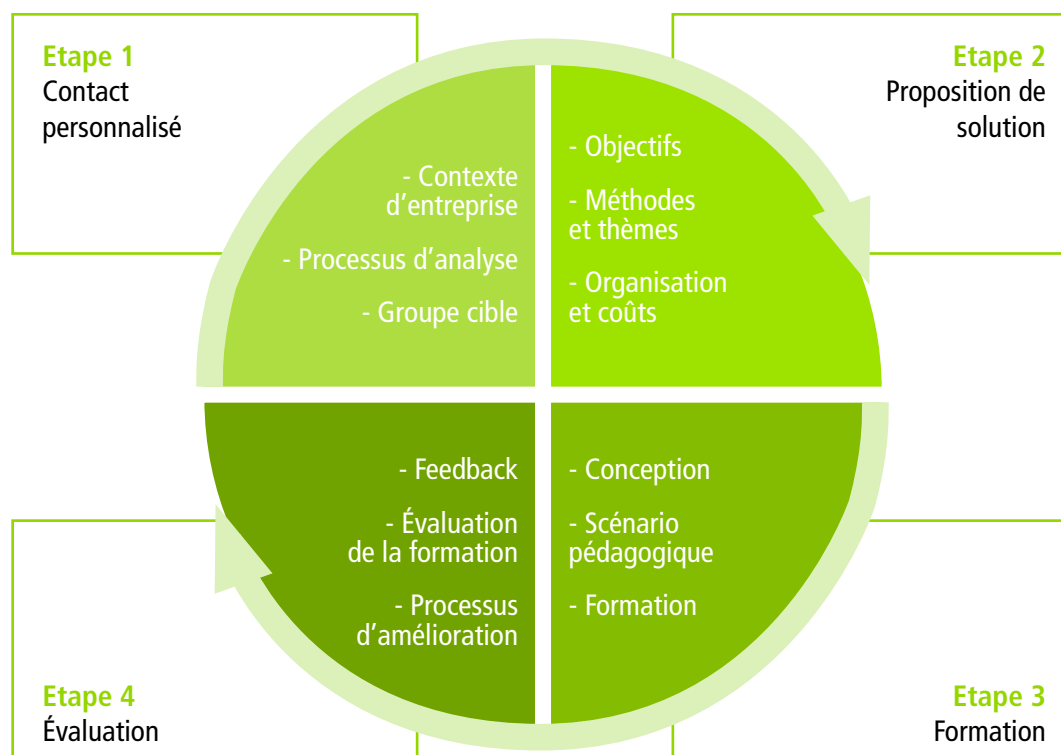 Etape 1
Contact
personnalisé
- Contexte
d’entreprise
- Processus d’analyse
- Groupe cible
Etape 2
Proposition de
solution
- Objectifs
- Méthodes
et thèmes
- Organisation
et coûts
- Conception
- Scénario
pédagogique
- Formation
Etape 3
Formation
- Feedback
- Évaluation
de la formation
- Processus
d’amélioration
Etape 4
Évaluation